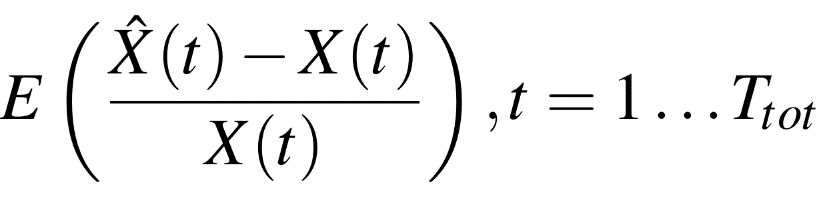 E ( (X̂(t) − X(t)) / X(t) ) , t = 1 … T_tot